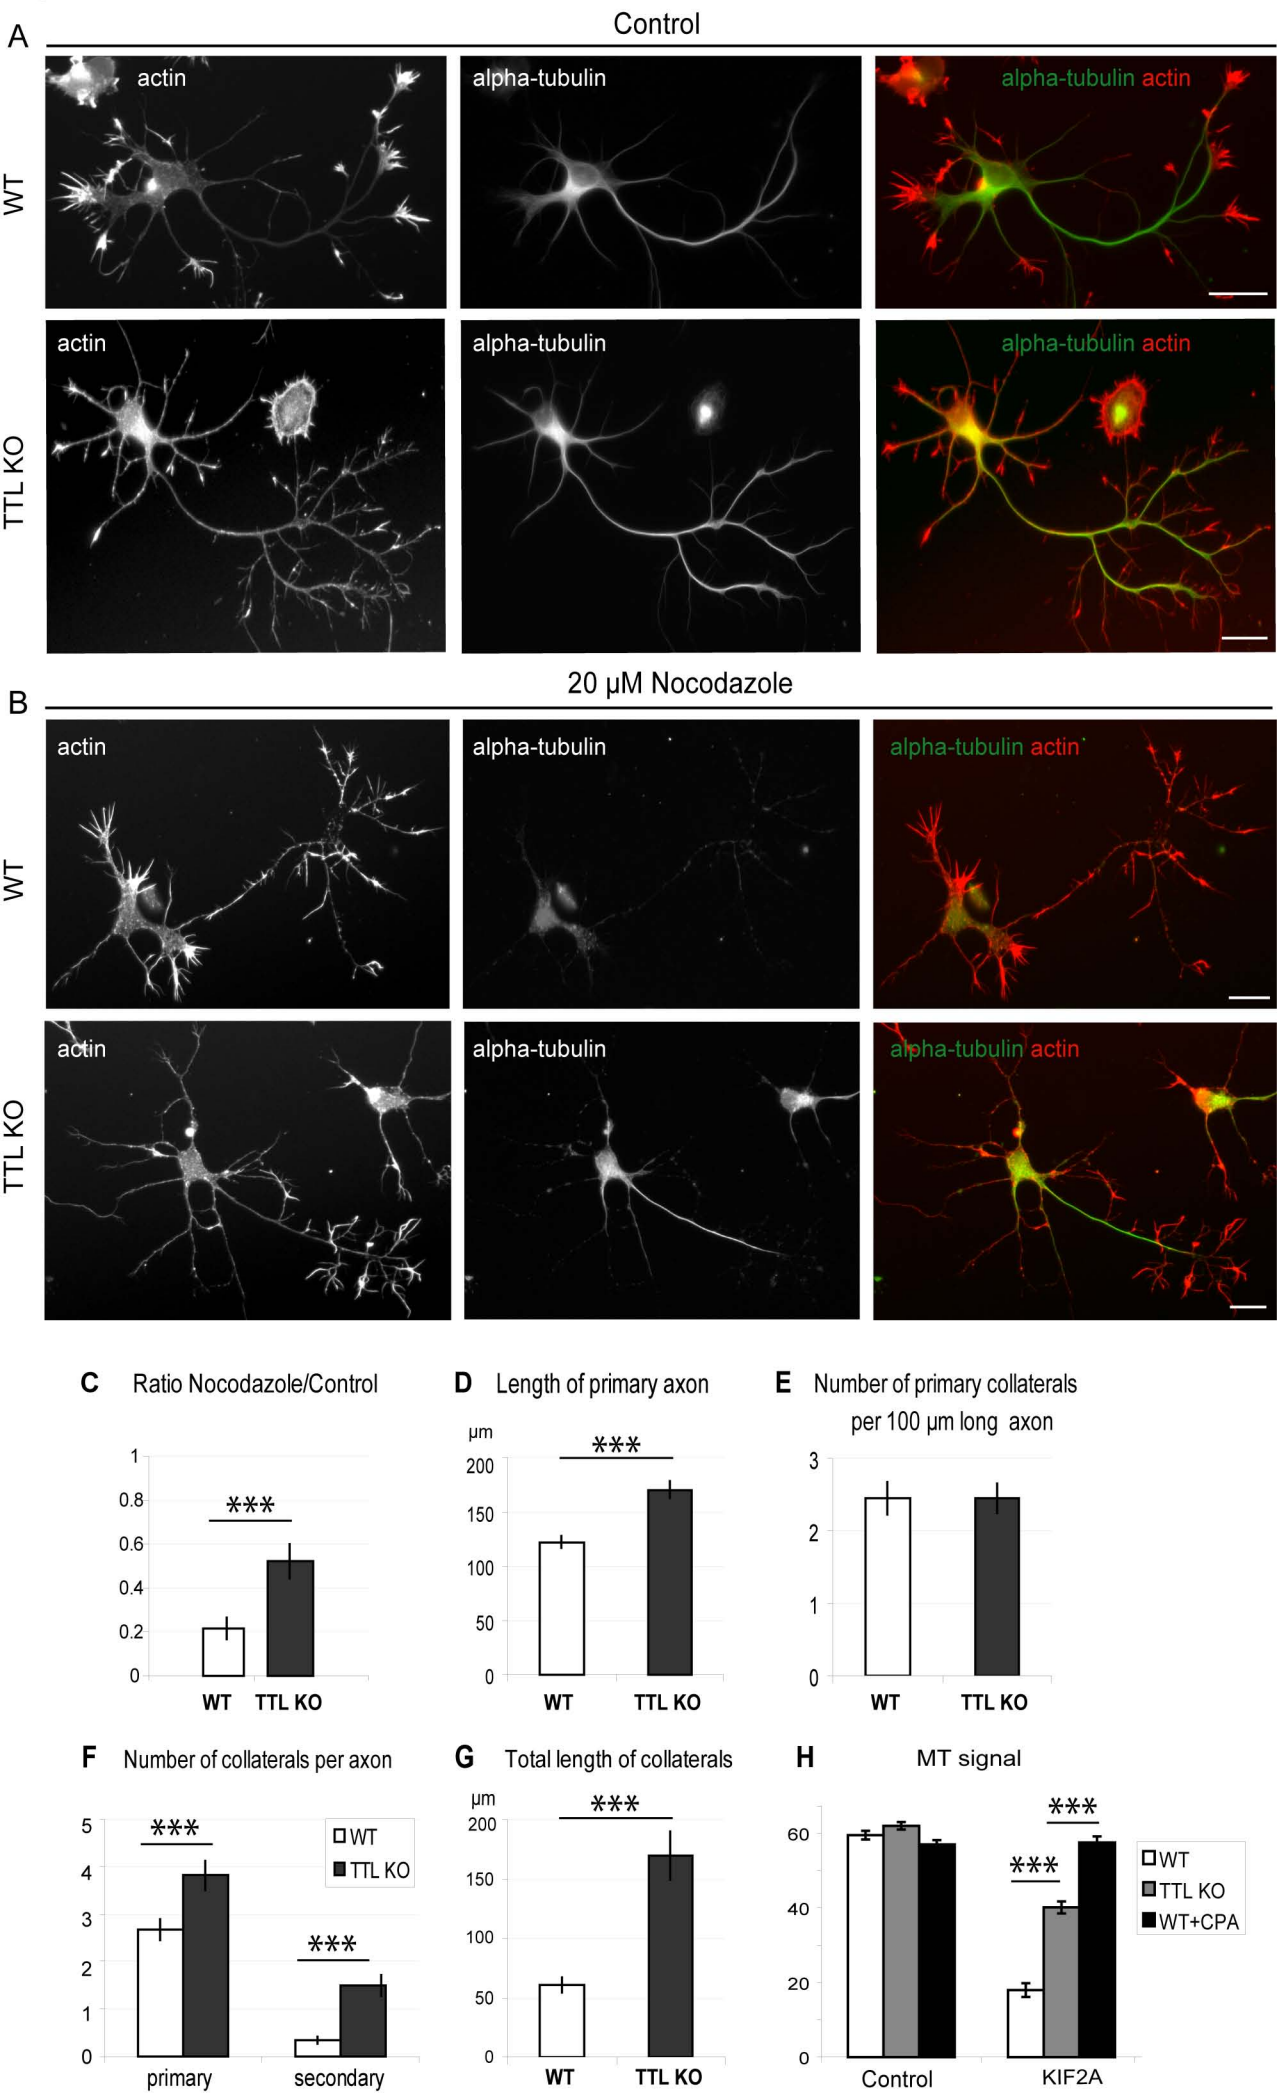 A
Control
WT
actin
alpha-tubulin
alpha-tubulin actin
TTL KO
actin
alpha-tubulin
alpha-tubulin actin
B
20 µM Nocodazole
WT
actin
alpha-tubulin
alpha-tubulin actin
TTL KO
actin
alpha-tubulin
alpha-tubulin actin
C Ratio Nocodazole/Control
1
0.8
0.6
0.4
0.2
0
***
WT TTL KO
D Length of primary axon
µm
200
150
100
50
0
***
WT TTL KO
E Number of primary collaterals
per 100 µm long axon
3
2
1
0
WT TTL KO
F Number of collaterals per axon
5
4
3
2
1
0
***
***
WT
TTL KO
primary secondary
G Total length of collaterals
µm
200
150
100
50
0
***
WT TTL KO
H MT signal
60
40
20
0
***
***
WT
TTL KO
WT+CPA
Control KIF2A